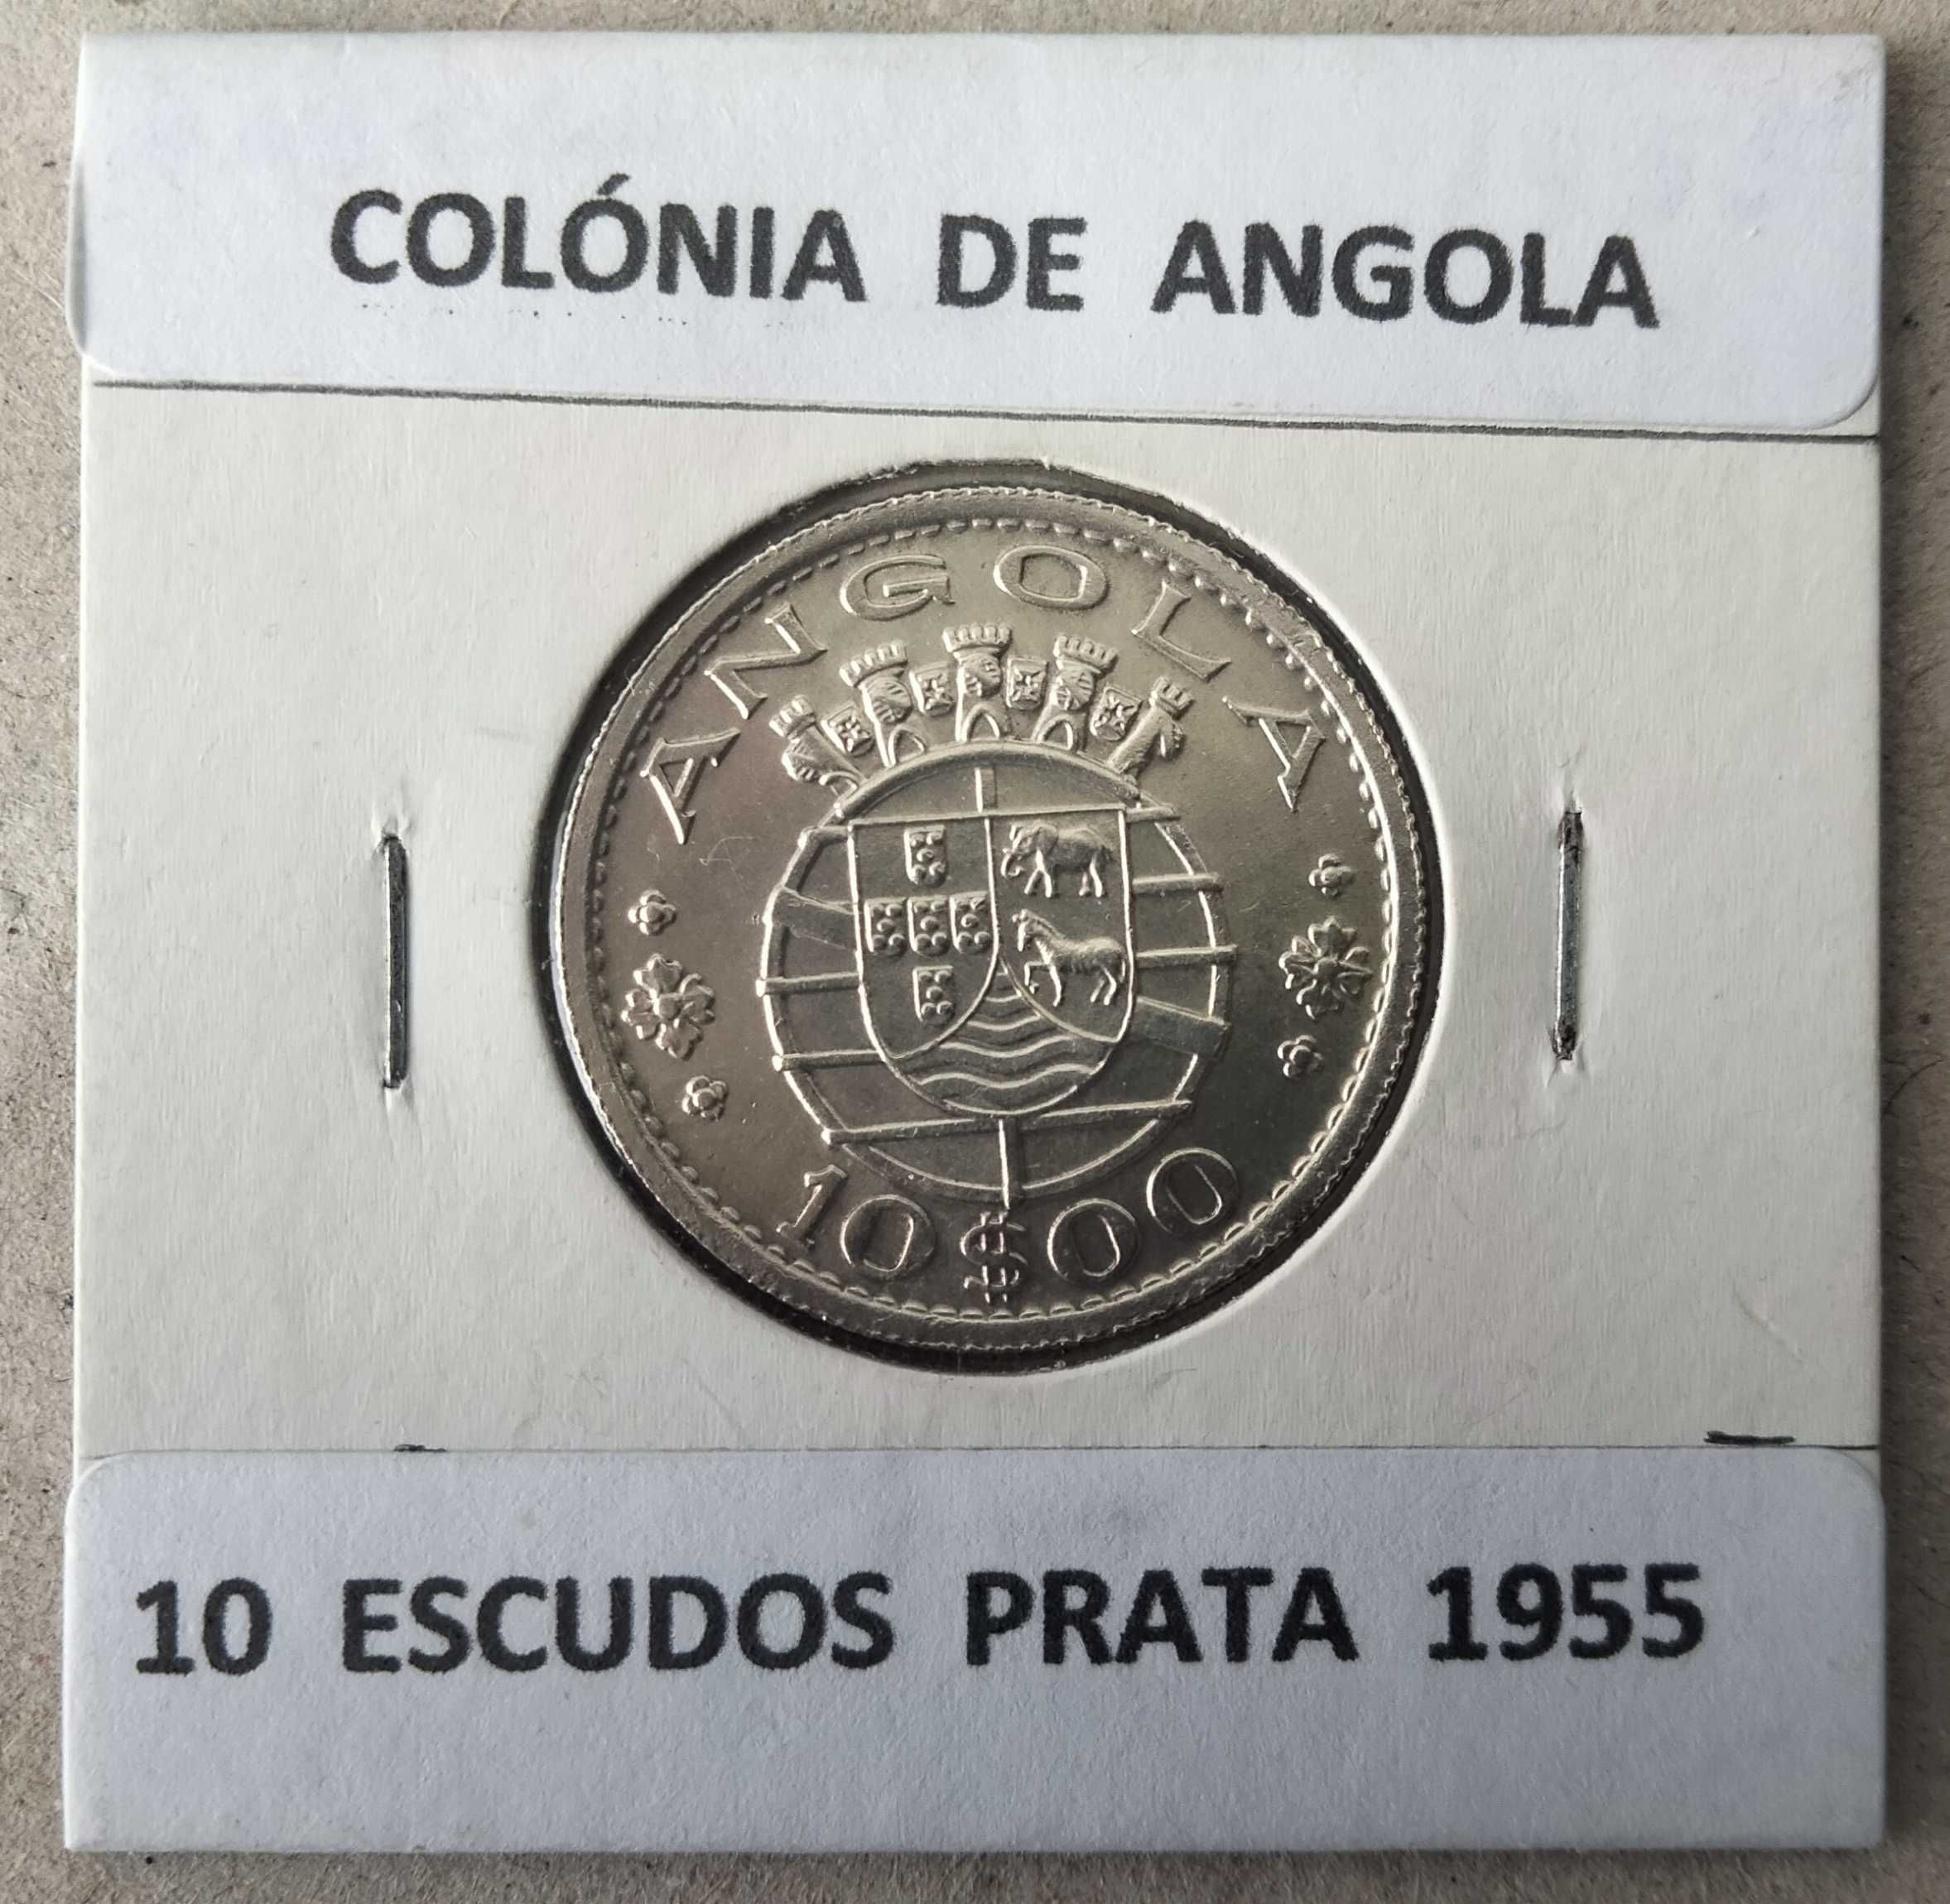 COLÓNIA DE ANGOLA
ANGOLA
10$00
10 ESCUDOS PRATA 1955